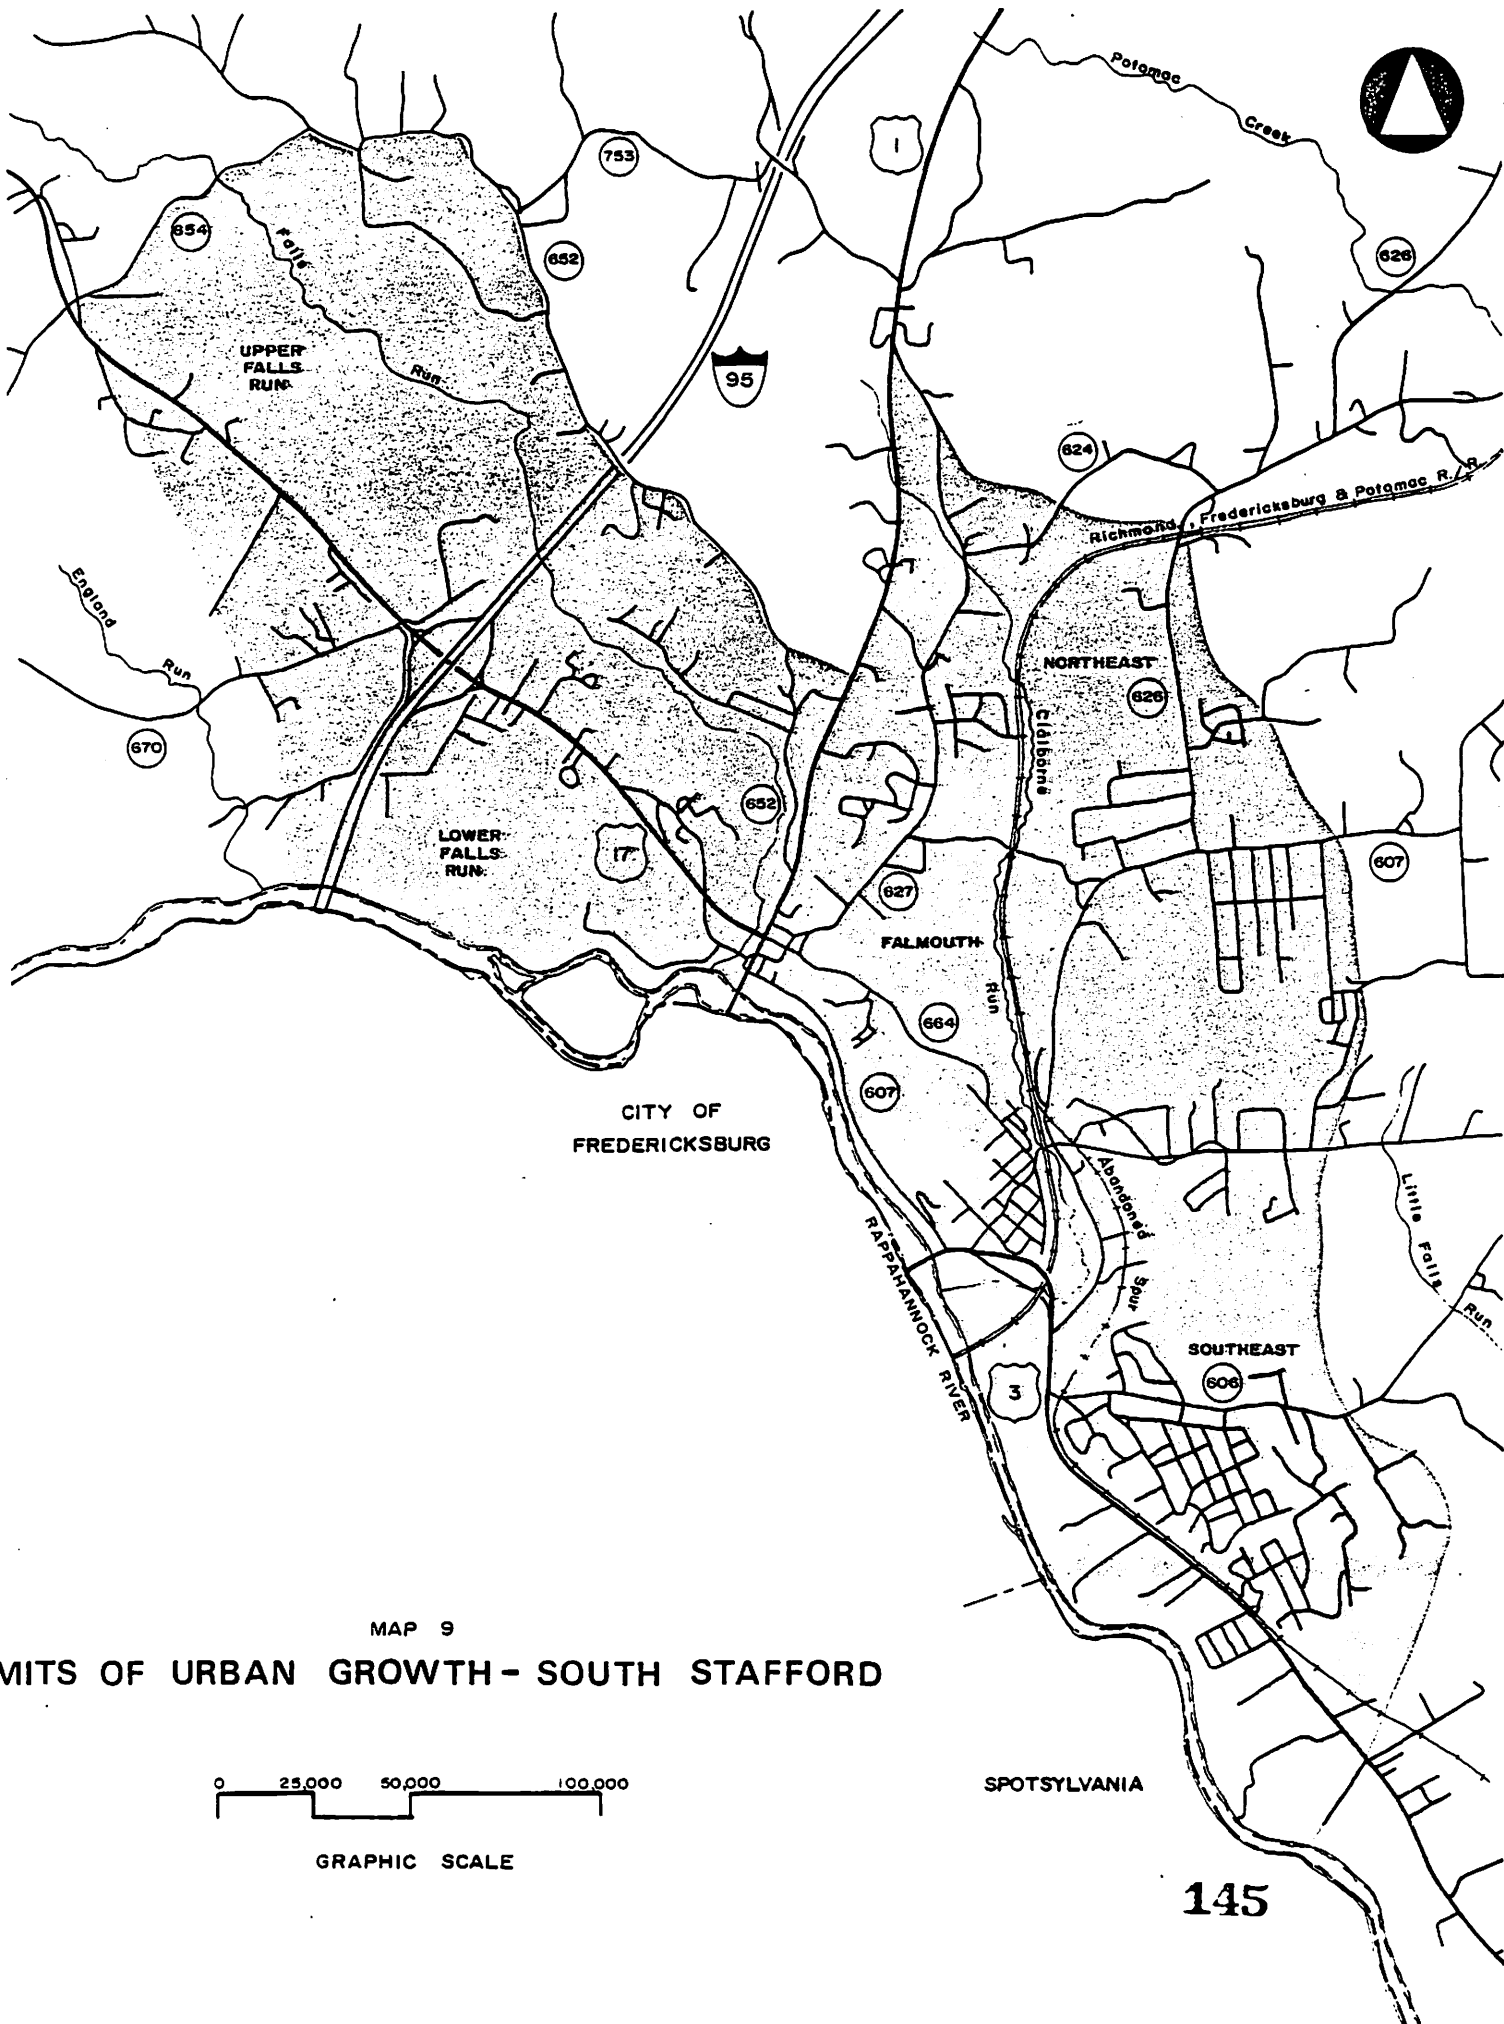 Potomac
Creek
1
753
654
Falls
652
626
UPPER
FALLS
RUN
Run
95
624
Richmond, Fredericksburg & Potomac R./R.
England
Run
NORTHEAST
626
670
Claiborne
652
LOWER
FALLS
RUN
17
607
627
FALMOUTH
Run
664
607
CITY OF
FREDERICKSBURG
Abandoned
Spur
Little Falls
Run
RAPPAHANNOCK RIVER
SOUTHEAST
606
3
MAP 9
MITS OF URBAN GROWTH - SOUTH STAFFORD
0 25,000 50,000 100,000
GRAPHIC SCALE
SPOTSYLVANIA
145